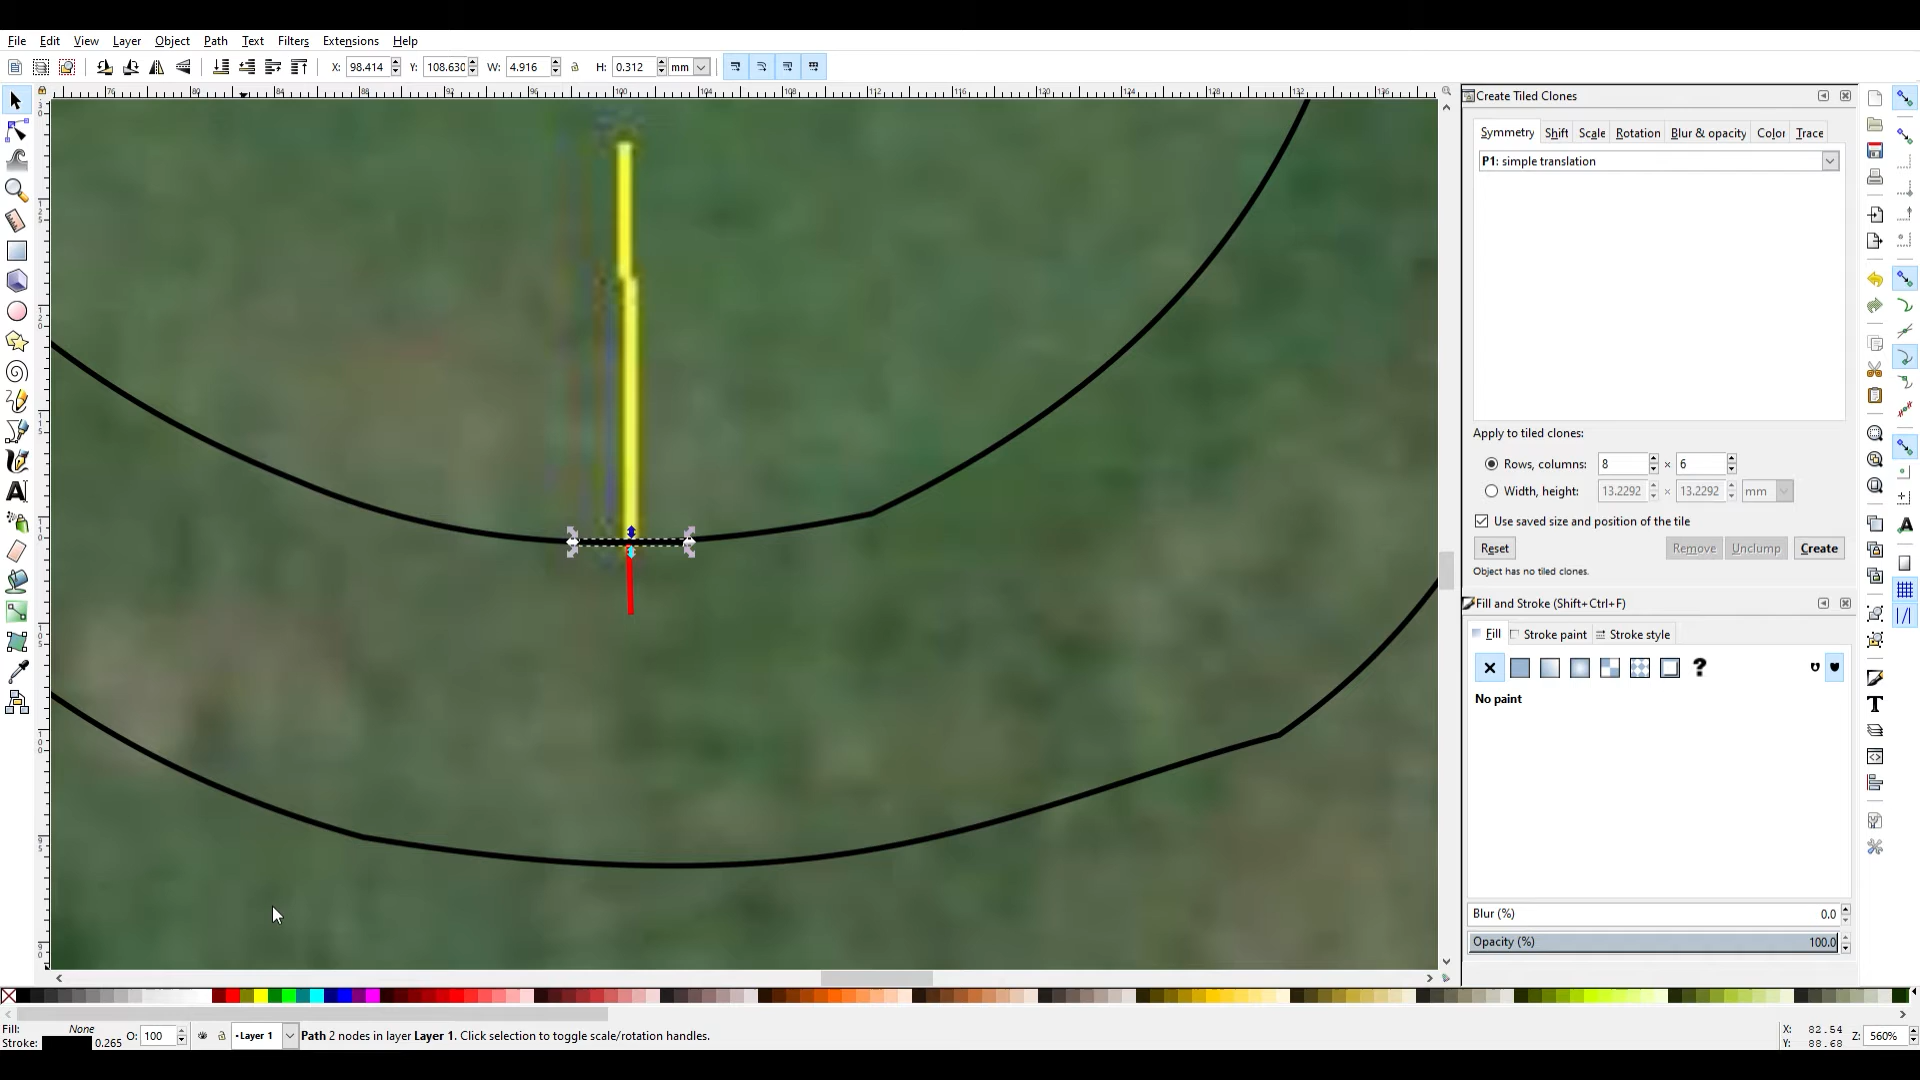 File Edit View Layer Object Path Text Filters Extensions Help
X: 98.414 Y: 108.630 W: 4.916 H: 0.312 mm
Create Tiled Clones
Symmetry Shift Scale Rotation Blur & opacity Color Trace
P1: simple translation
Apply to tiled clones:
Rows, columns: 8 × 6
Width, height: 13.2292 × 13.2292 mm
Use saved size and position of the tile
Reset Remove Unclump Create
Object has no tiled clones.
Fill and Stroke (Shift+Ctrl+F)
Fill Stroke paint Stroke style
No paint
Blur (%) 0.0
Opacity (%) 100.0
Fill: None O: 100 Layer 1 Path 2 nodes in layer Layer 1. Click selection to toggle scale/rotation handles. X: 82.54 Z: 560%
Stroke: 0.265 Y: 88.68